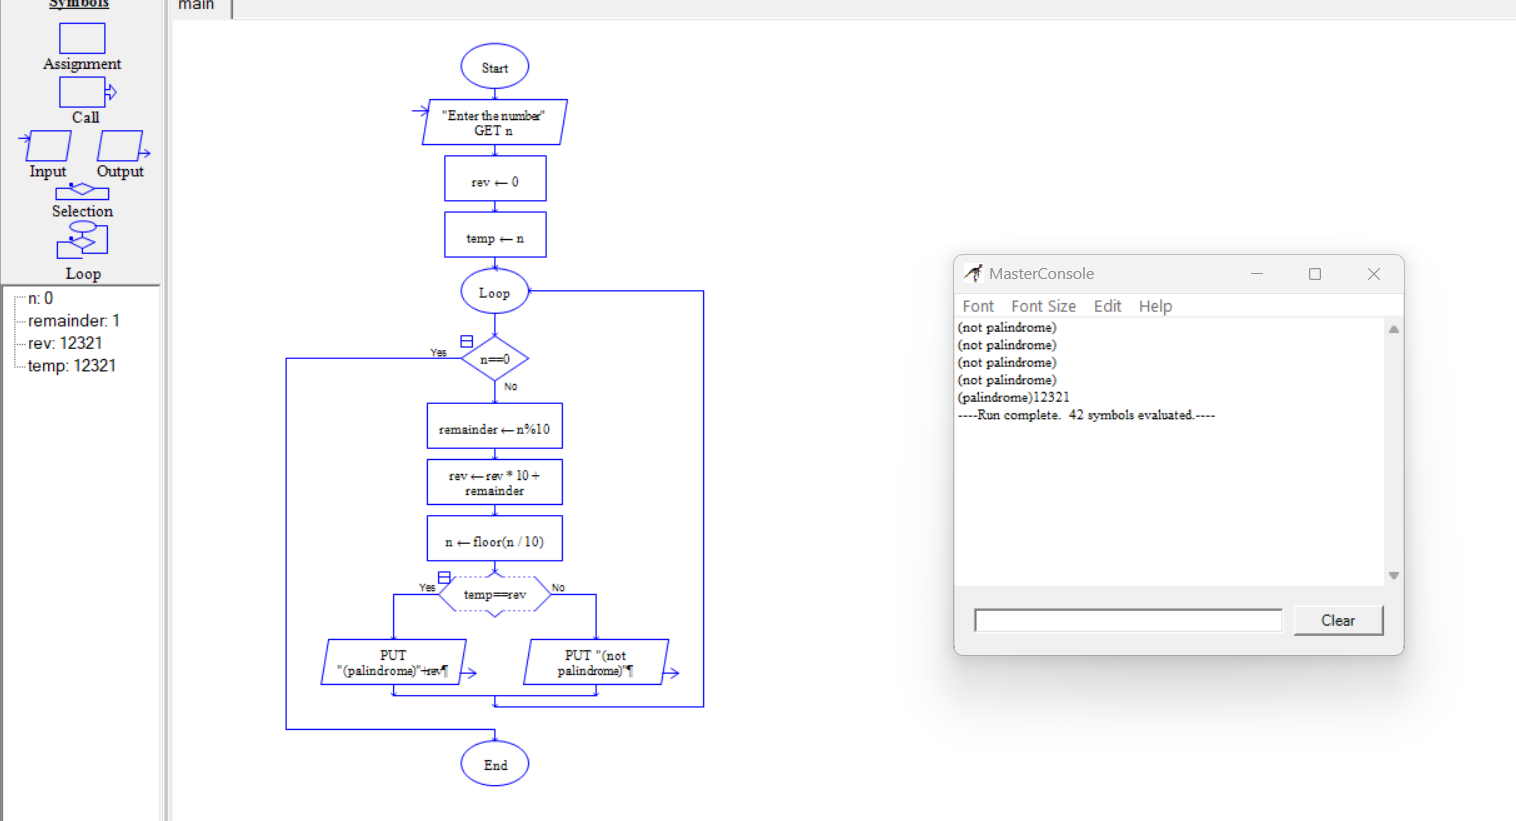 Symbols
Assignment
Call
Input
Output
Selection
Loop
n: 0
remainder: 1
rev: 12321
temp: 12321
main
Start
"Enter the number"
GET n
rev ← 0
temp ← n
Loop
Yes
n==0
No
remainder ← n%10
rev ← rev * 10 +
remainder
n ← floor(n / 10)
Yes
temp==rev
No
PUT
"(palindrome)"+rev¶
PUT "(not
palindrome)"¶
End
MasterConsole
Font Font Size Edit Help
(not palindrome)
(not palindrome)
(not palindrome)
(not palindrome)
(palindrome)12321
----Run complete.  42 symbols evaluated.----
Clear